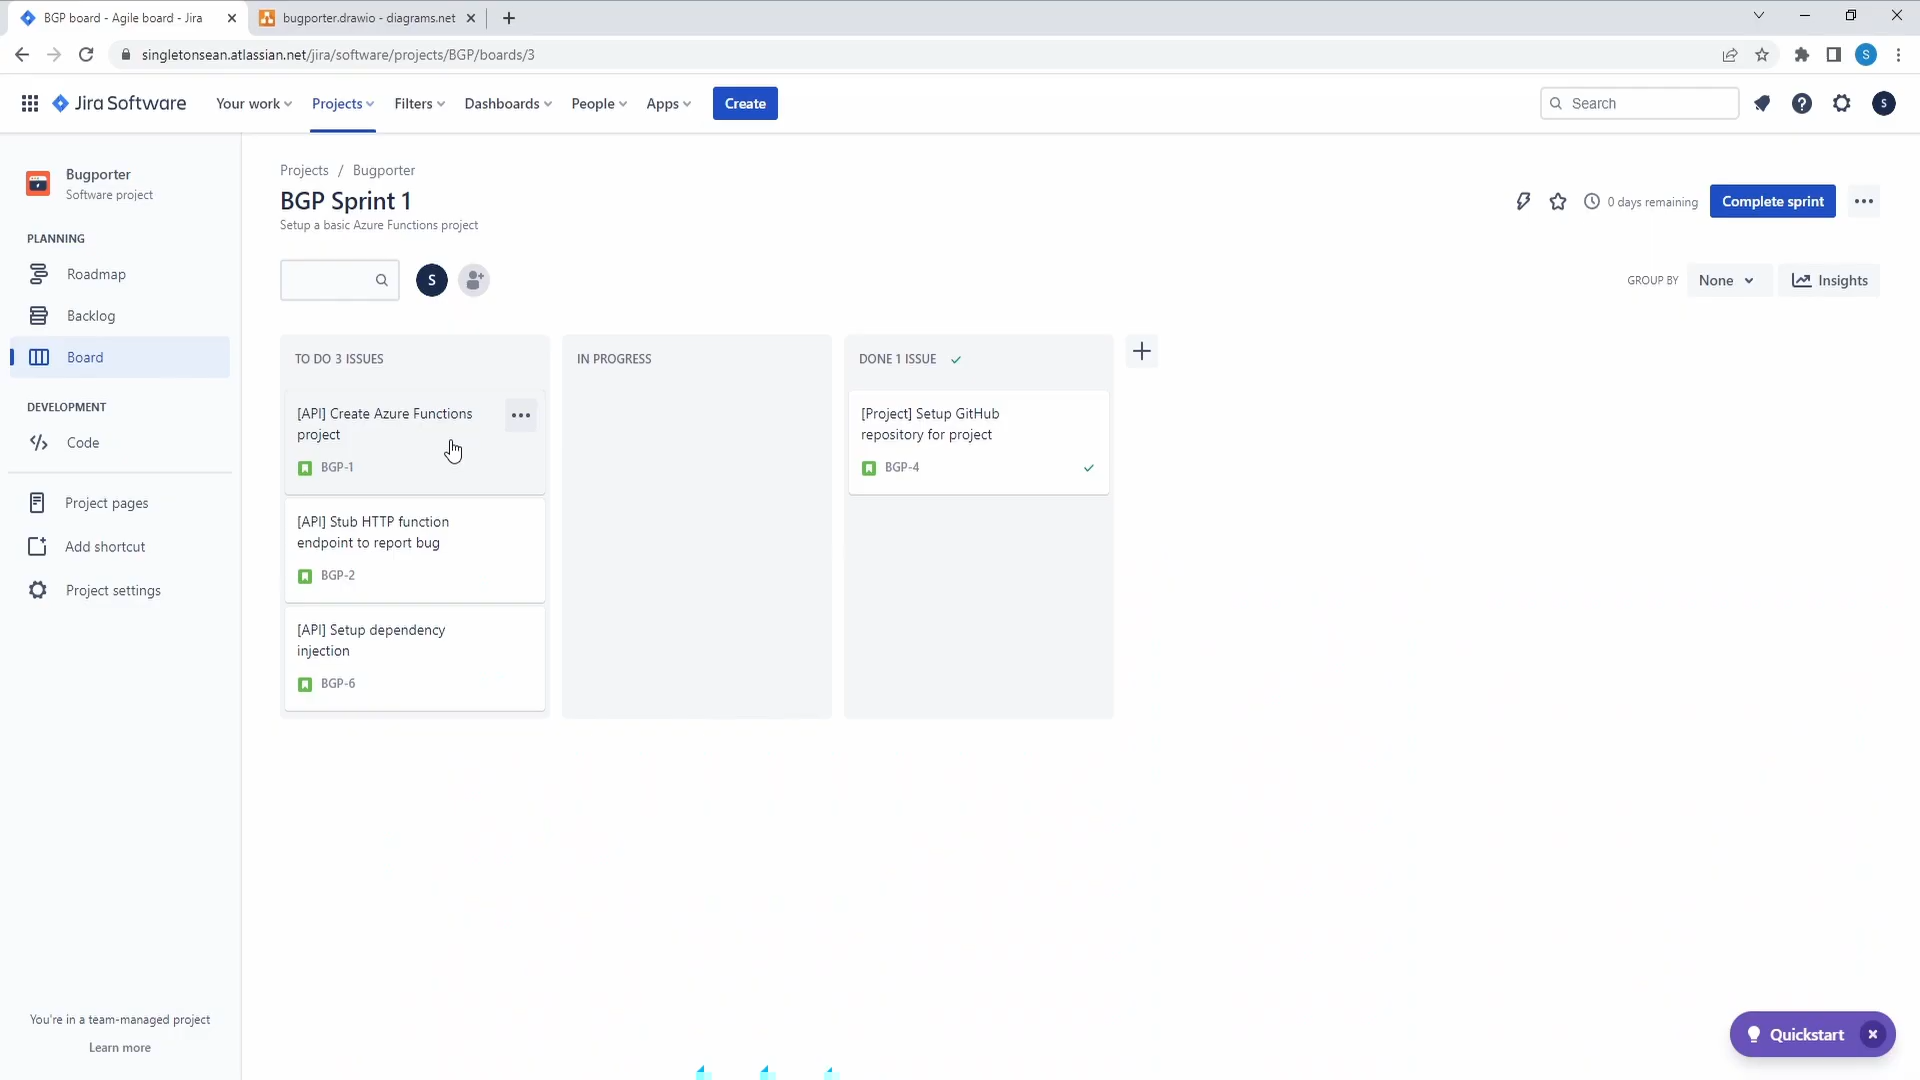 BGP board - Agile board - Jira
bugporter.drawio - diagrams.net
singletonsean.atlassian.net/jira/software/projects/BGP/boards/3
S
Jira Software
Your work
Projects
Filters
Dashboards
People
Apps
Create
Search
S
Bugporter
Software project
PLANNING
Roadmap
Backlog
Board
DEVELOPMENT
Code
Project pages
Add shortcut
Project settings
You're in a team-managed project
Learn more
Projects / Bugporter
BGP Sprint 1
Setup a basic Azure Functions project
0 days remaining
Complete sprint
S
GROUP BY
None
Insights
TO DO 3 ISSUES
[API] Create Azure Functions
project
BGP-1
[API] Stub HTTP function
endpoint to report bug
BGP-2
[API] Setup dependency
injection
BGP-6
IN PROGRESS
DONE 1 ISSUE
[Project] Setup GitHub
repository for project
BGP-4
Quickstart